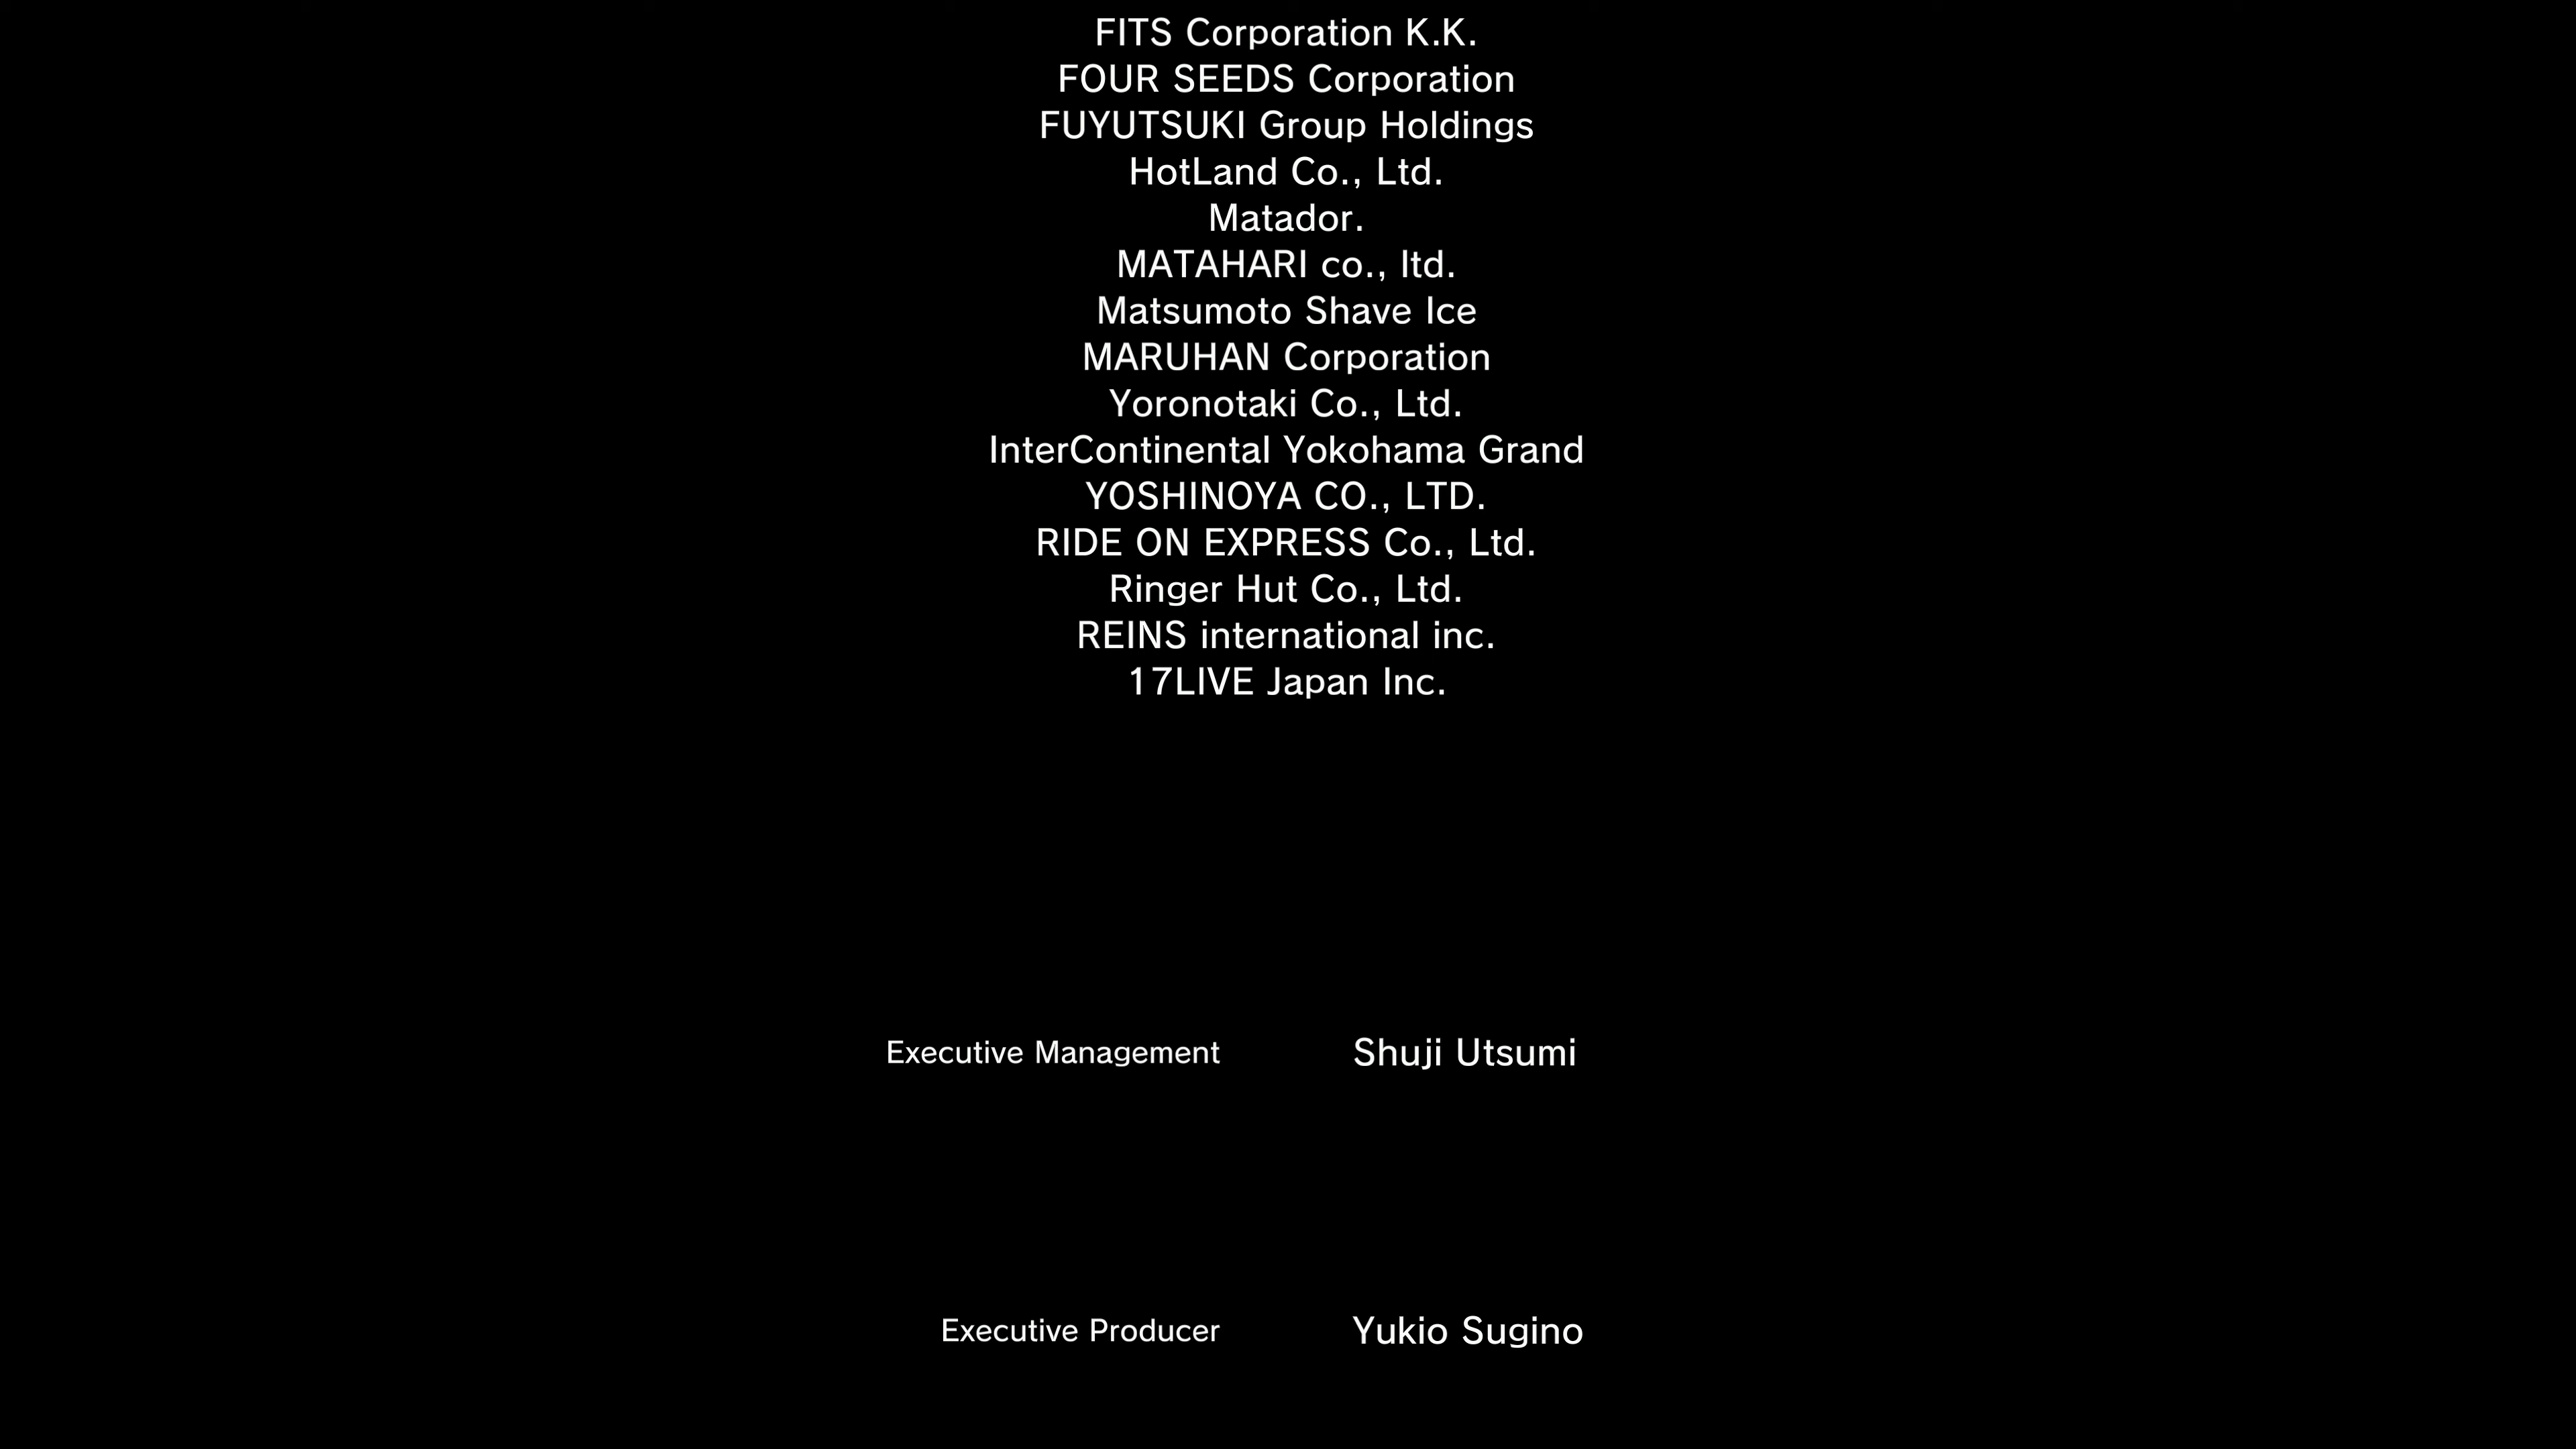 FITS Corporation K.K.
FOUR SEEDS Corporation
FUYUTSUKI Group Holdings
HotLand Co., Ltd.
Matador.
MATAHARI co., ltd.
Matsumoto Shave Ice
MARUHAN Corporation
Yoronotaki Co., Ltd.
InterContinental Yokohama Grand
YOSHINOYA CO., LTD.
RIDE ON EXPRESS Co., Ltd.
Ringer Hut Co., Ltd.
REINS international inc.
17LIVE Japan Inc.
Executive Management Shuji Utsumi
Executive Producer Yukio Sugino